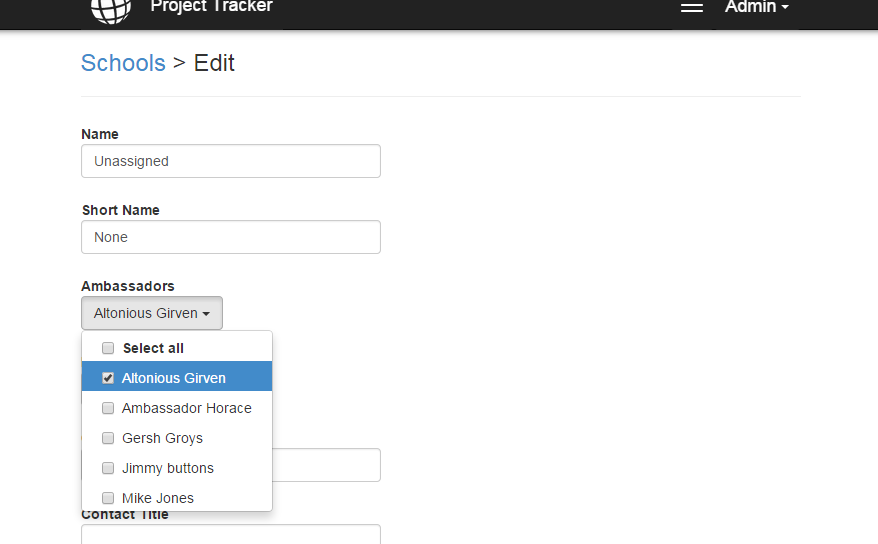 Project Tracker
Admin
Schools > Edit
Name
Unassigned
Short Name
None
Ambassadors
Altonious Girven
Select all
Altonious Girven
Ambassador Horace
Gersh Groys
Jimmy buttons
Mike Jones
Contact Title